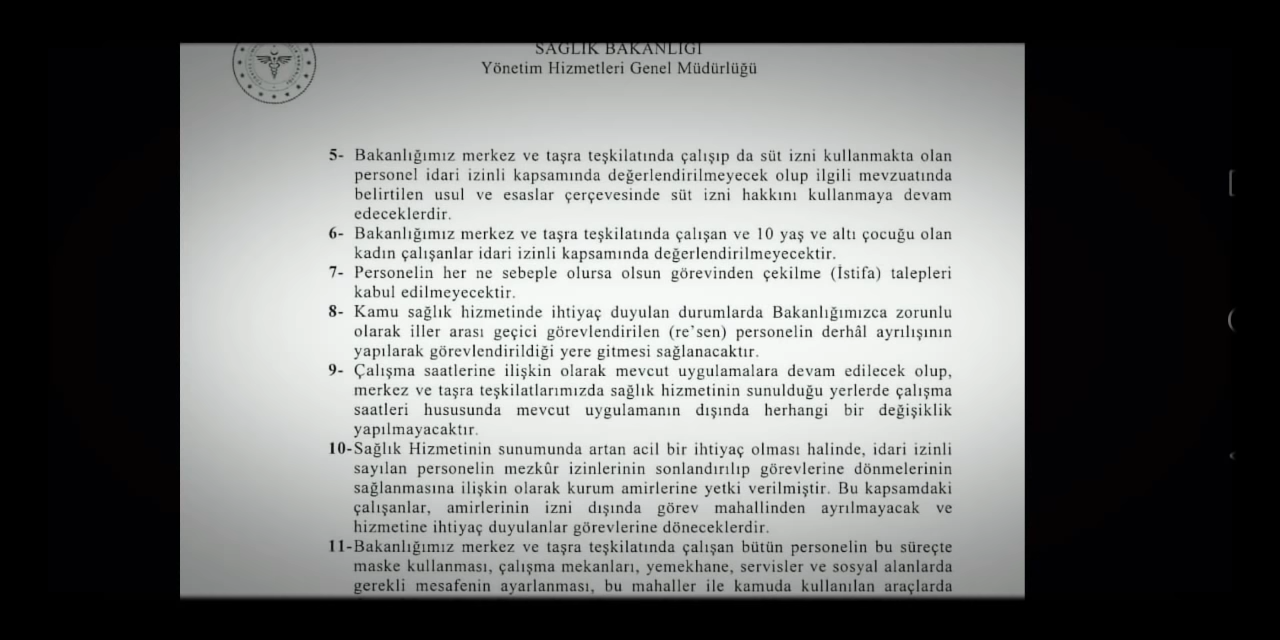 SAĞLIK BAKANLIĞI
Yönetim Hizmetleri Genel Müdürlüğü
5- Bakanlığımız merkez ve taşra teşkilatında çalışıp da süt izni kullanmakta olan
personel idari izinli kapsamında değerlendirilmeyecek olup ilgili mevzuatında
belirtilen usul ve esaslar çerçevesinde süt izni hakkını kullanmaya devam
edeceklerdir.
6- Bakanlığımız merkez ve taşra teşkilatında çalışan ve 10 yaş ve altı çocuğu olan
kadın çalışanlar idari izinli kapsamında değerlendirilmeyecektir.
7- Personelin her ne sebeple olursa olsun görevinden çekilme (İstifa) talepleri
kabul edilmeyecektir.
8- Kamu sağlık hizmetinde ihtiyaç duyulan durumlarda Bakanlığımızca zorunlu
olarak iller arası geçici görevlendirilen (re'sen) personelin derhâl ayrılışının
yapılarak görevlendirildiği yere gitmesi sağlanacaktır.
9- Çalışma saatlerine ilişkin olarak mevcut uygulamalara devam edilecek olup,
merkez ve taşra teşkilatlarımızda sağlık hizmetinin sunulduğu yerlerde çalışma
saatleri hususunda mevcut uygulamanın dışında herhangi bir değişiklik
yapılmayacaktır.
10-Sağlık Hizmetinin sunumunda artan acil bir ihtiyaç olması halinde, idari izinli
sayılan personelin mezkûr izinlerinin sonlandırılıp görevlerine dönmelerinin
sağlanmasına ilişkin olarak kurum amirlerine yetki verilmiştir. Bu kapsamdaki
çalışanlar, amirlerinin izni dışında görev mahallinden ayrılmayacak ve
hizmetine ihtiyaç duyulanlar görevlerine döneceklerdir.
11-Bakanlığımız merkez ve taşra teşkilatında çalışan bütün personelin bu süreçte
maske kullanması, çalışma mekanları, yemekhane, servisler ve sosyal alanlarda
gerekli mesafenin ayarlanması, bu mahaller ile kamuda kullanılan araçlarda